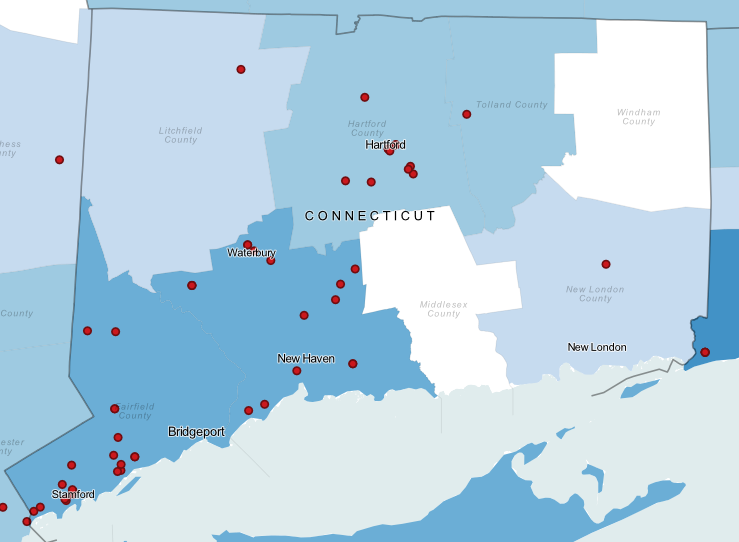 Tolland County
Windham
County
Litchfield
County
Hartford
County
Hartford
CONNECTICUT
Waterbury
New London
County
Middlesex
County
County
New London
New Haven
Fairfield
County
Bridgeport
Stamford